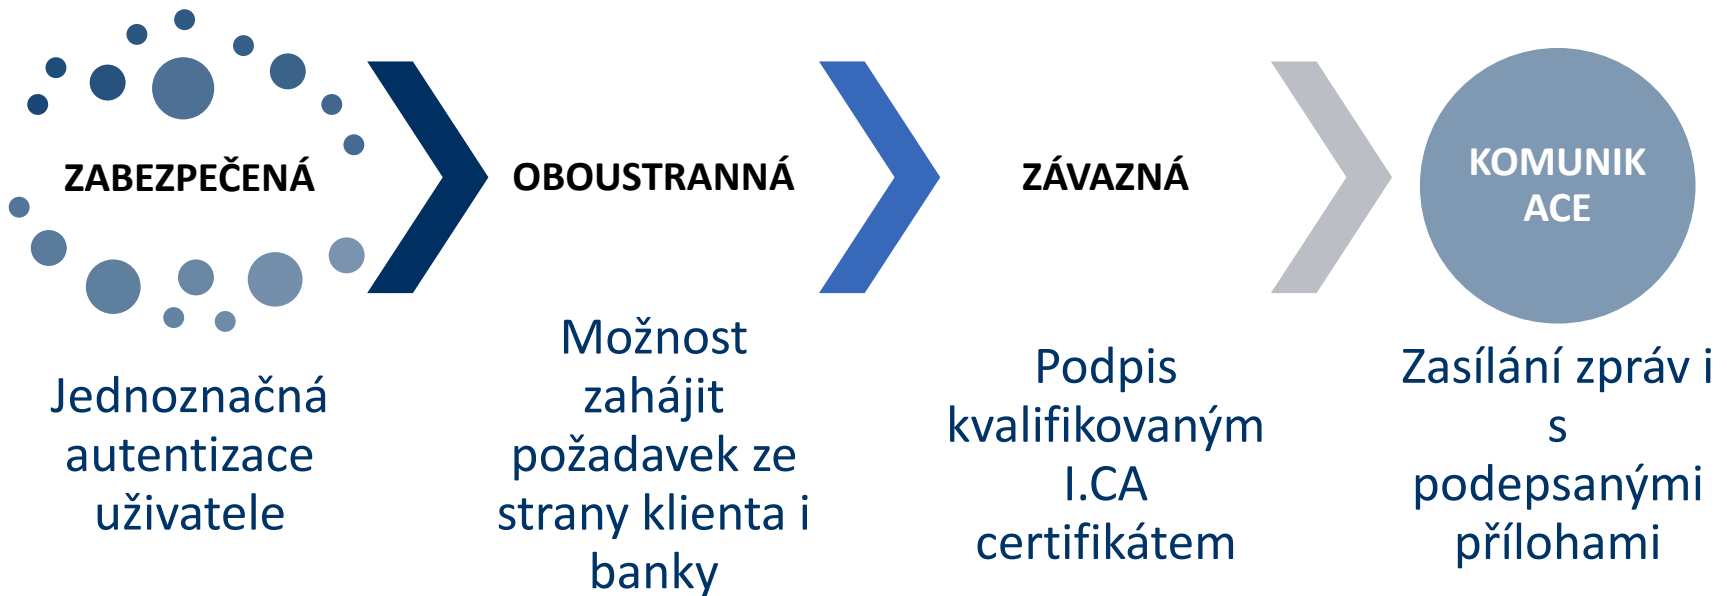 ZABEZPEČENÁ
Jednoznačná
autentizace
uživatele
OBOUSTRANNÁ
Možnost
zahájit
požadavek ze
strany klienta i
banky
ZÁVAZNÁ
Podpis
kvalifikovaným
I.CA
certifikátem
KOMUNIK
ACE
Zasílání zpráv i
s
podepsanými
přílohami